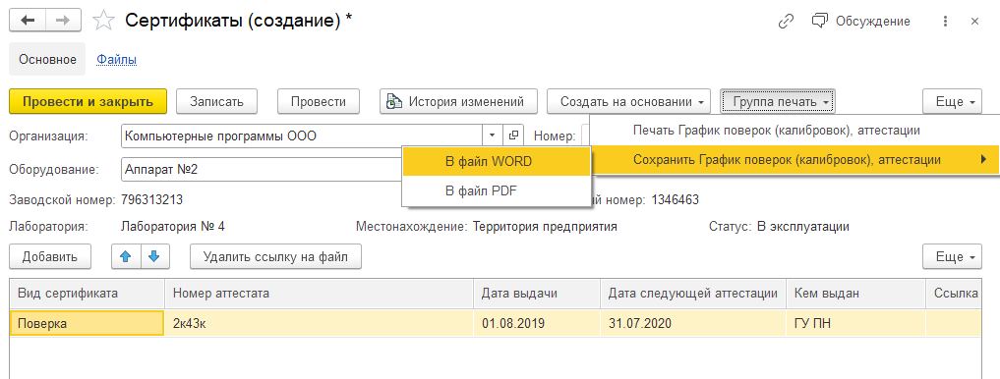 Сертификаты (создание) *
Обсуждение
Основное Файлы
Провести и закрыть Записать Провести История изменений Создать на основании Группа печать Еще
Организация: Компьютерные программы ООО Номер: Печать График поверок (калибровок), аттестации
Оборудование: Аппарат №2 В файл WORD Сохранить График поверок (калибровок), аттестации
В файл PDF
Заводской номер: 796313213 номер: 1346463
Лаборатория: Лаборатория № 4 Местонахождение: Территория предприятия Статус: В эксплуатации
Добавить Удалить ссылку на файл Еще
Вид сертификата Номер аттестата Дата выдачи Дата следующей аттестации Кем выдан Ссылка
Поверка 2к43к 01.08.2019 31.07.2020 ГУ ПН